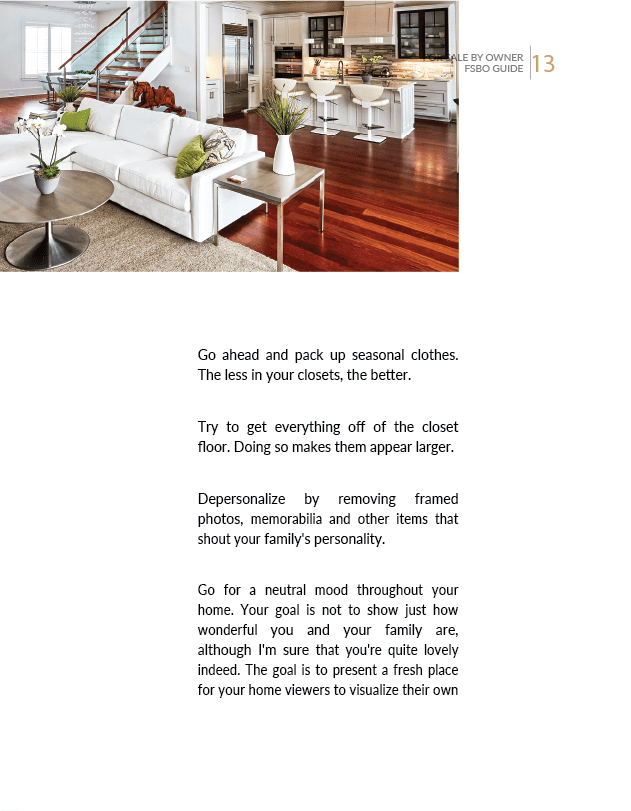 SALE BY OWNER
FSBO GUIDE
13
Go ahead and pack up seasonal clothes.
The less in your closets, the better.
Try to get everything off of the closet
floor. Doing so makes them appear larger.
Depersonalize by removing framed
photos, memorabilia and other items that
shout your family's personality.
Go for a neutral mood throughout your
home. Your goal is not to show just how
wonderful you and your family are,
although I'm sure that you're quite lovely
indeed. The goal is to present a fresh place
for your home viewers to visualize their own